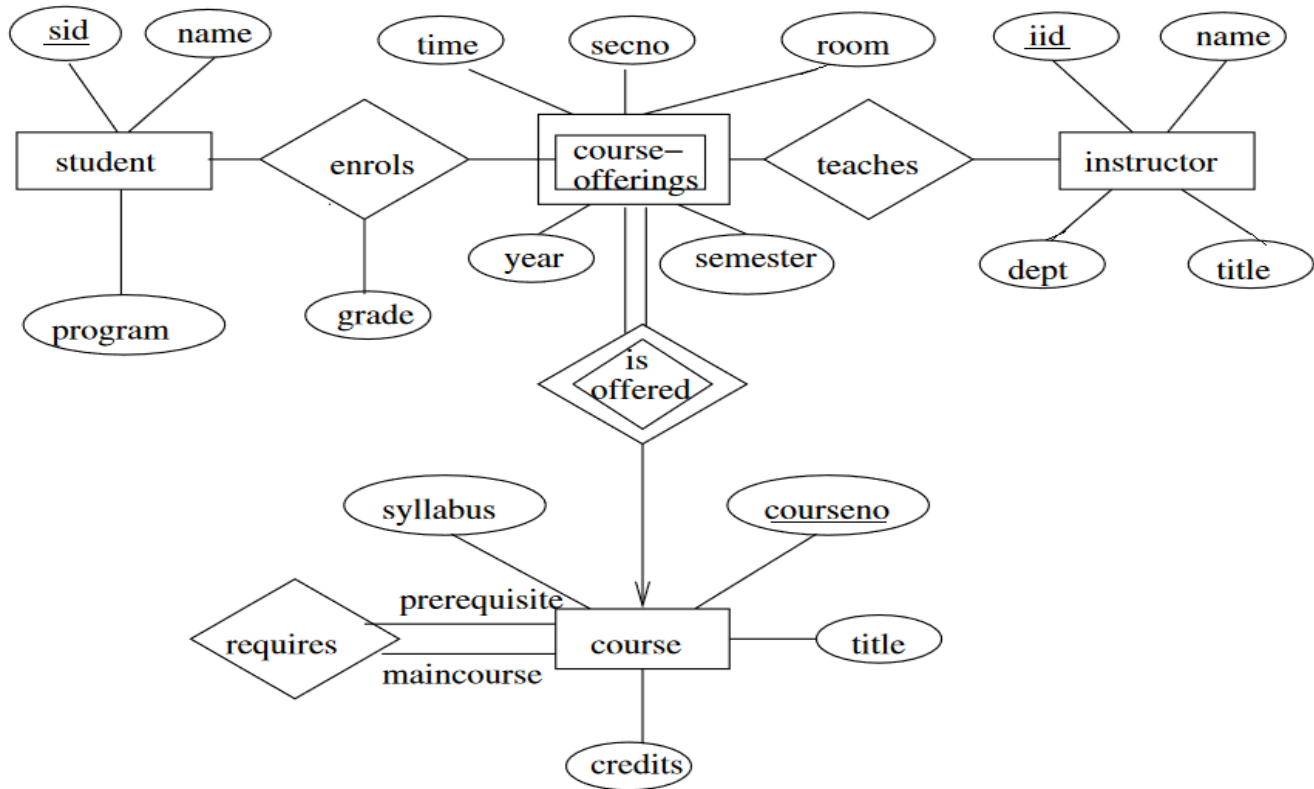 sid
name
time
secno
room
iid
name
student
enrols
course-
offerings
teaches
instructor
year
semester
dept
title
program
grade
is
offered
syllabus
courseno
prerequisite
requires
course
title
maincourse
credits